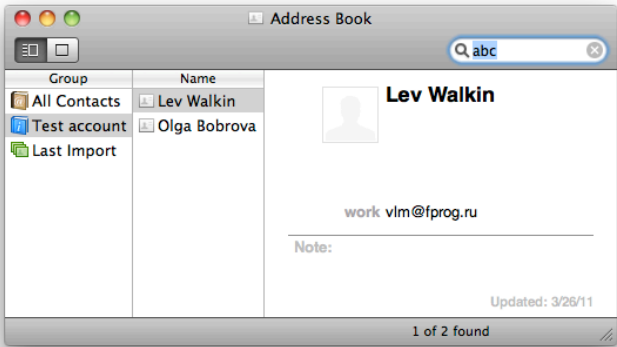 Address Book
abc
Group
Name
All Contacts
Test account
Last Import
Lev Walkin
Olga Bobrova
Lev Walkin
work vlm@fprog.ru
Note:
Updated: 3/26/11
1 of 2 found